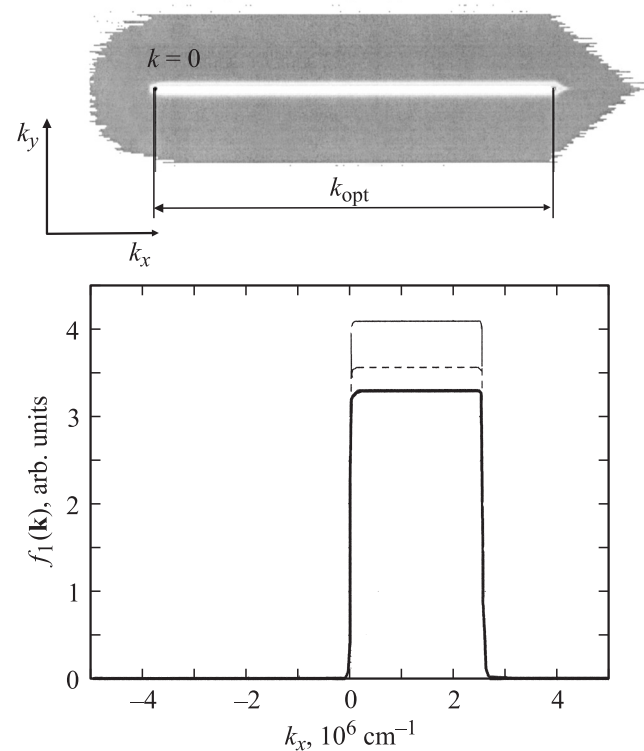 k = 0
k_y
k_opt
k_x
4
3
2
1
0
f_1(k), arb. units
−4
−2
0
2
4
k_x, 10^6 cm^−1